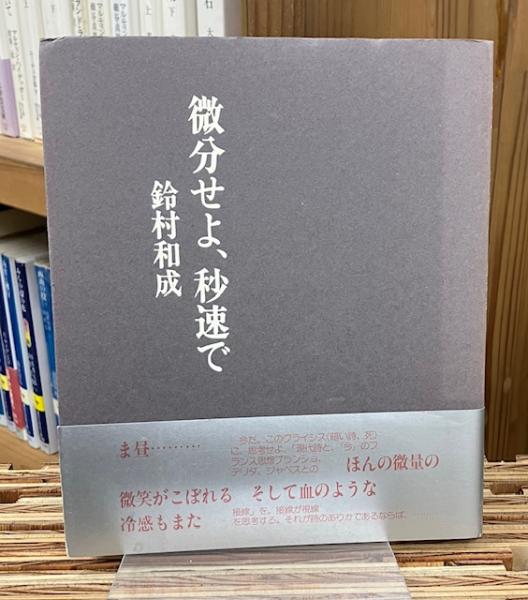 微分せよ、秒速で
鈴村和成
ま昼………
今だ。このクライシス(暗い詩、死)
に、思考せよ、「現代詩と、「今」のフ
ランス思想ブランショ、
デリダ、ジャベスとの
ほんの微量の
微笑がこぼれる そして血のような
冷感もまた
接線」を。接線が視線
を思考する。それが詩のありかであるならば、………